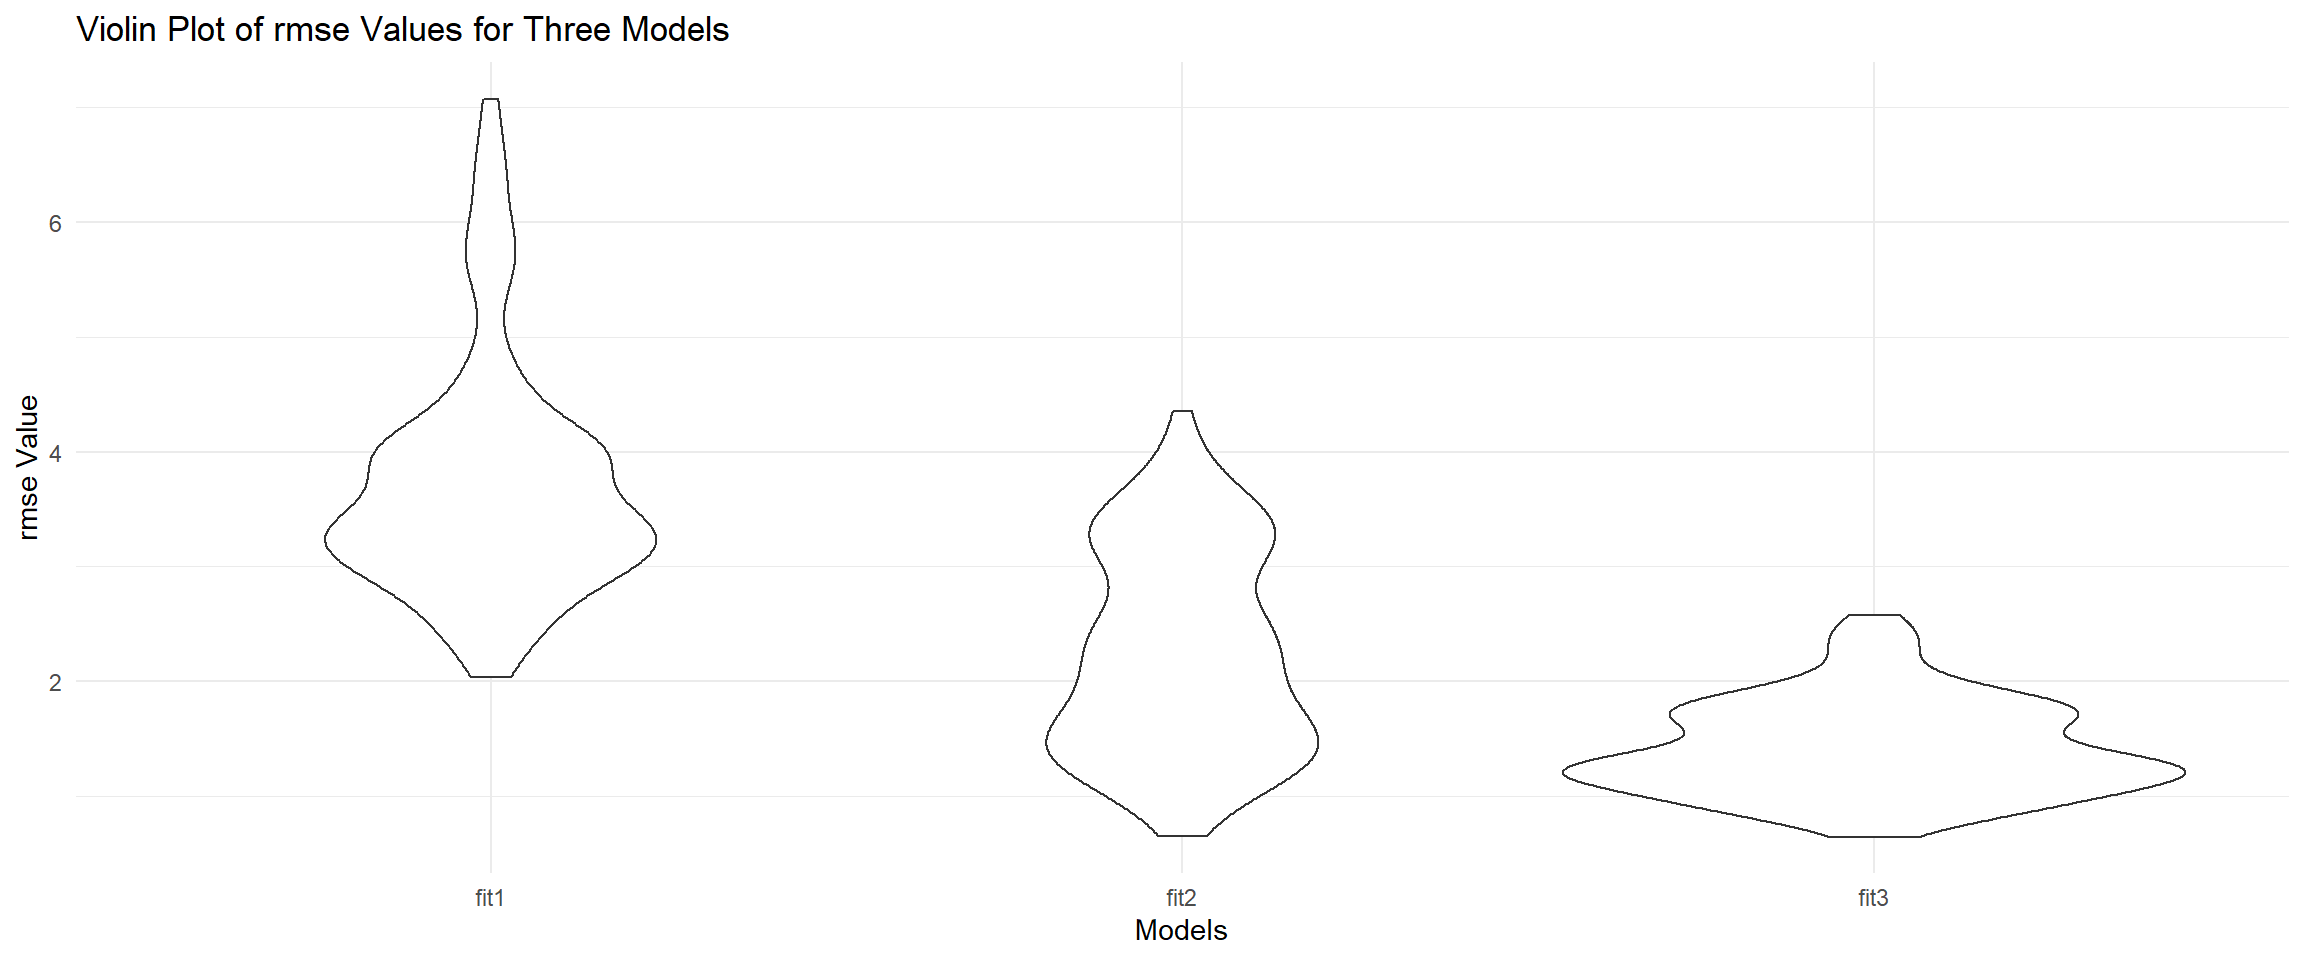 Violin Plot of rmse Values for Three Models
rmse Value
6
4
2
fit1
fit2
fit3
Models